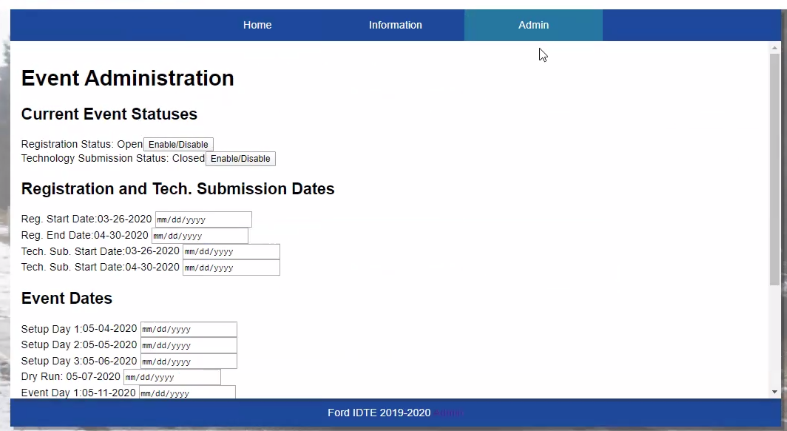 Home Information Admin
Event Administration
Current Event Statuses
Registration Status: Open Enable/Disable
Technology Submission Status: Closed Enable/Disable
Registration and Tech. Submission Dates
Reg. Start Date:03-26-2020 mm/dd/yyyy
Reg. End Date:04-30-2020 mm/dd/yyyy
Tech. Sub. Start Date:03-26-2020 mm/dd/yyyy
Tech. Sub. Start Date:04-30-2020 mm/dd/yyyy
Event Dates
Setup Day 1:05-04-2020 mm/dd/yyyy
Setup Day 2:05-05-2020 mm/dd/yyyy
Setup Day 3:05-06-2020 mm/dd/yyyy
Dry Run: 05-07-2020 mm/dd/yyyy
Event Day 1:05-11-2020 mm/dd/yyyy
Ford IDTE 2019-2020